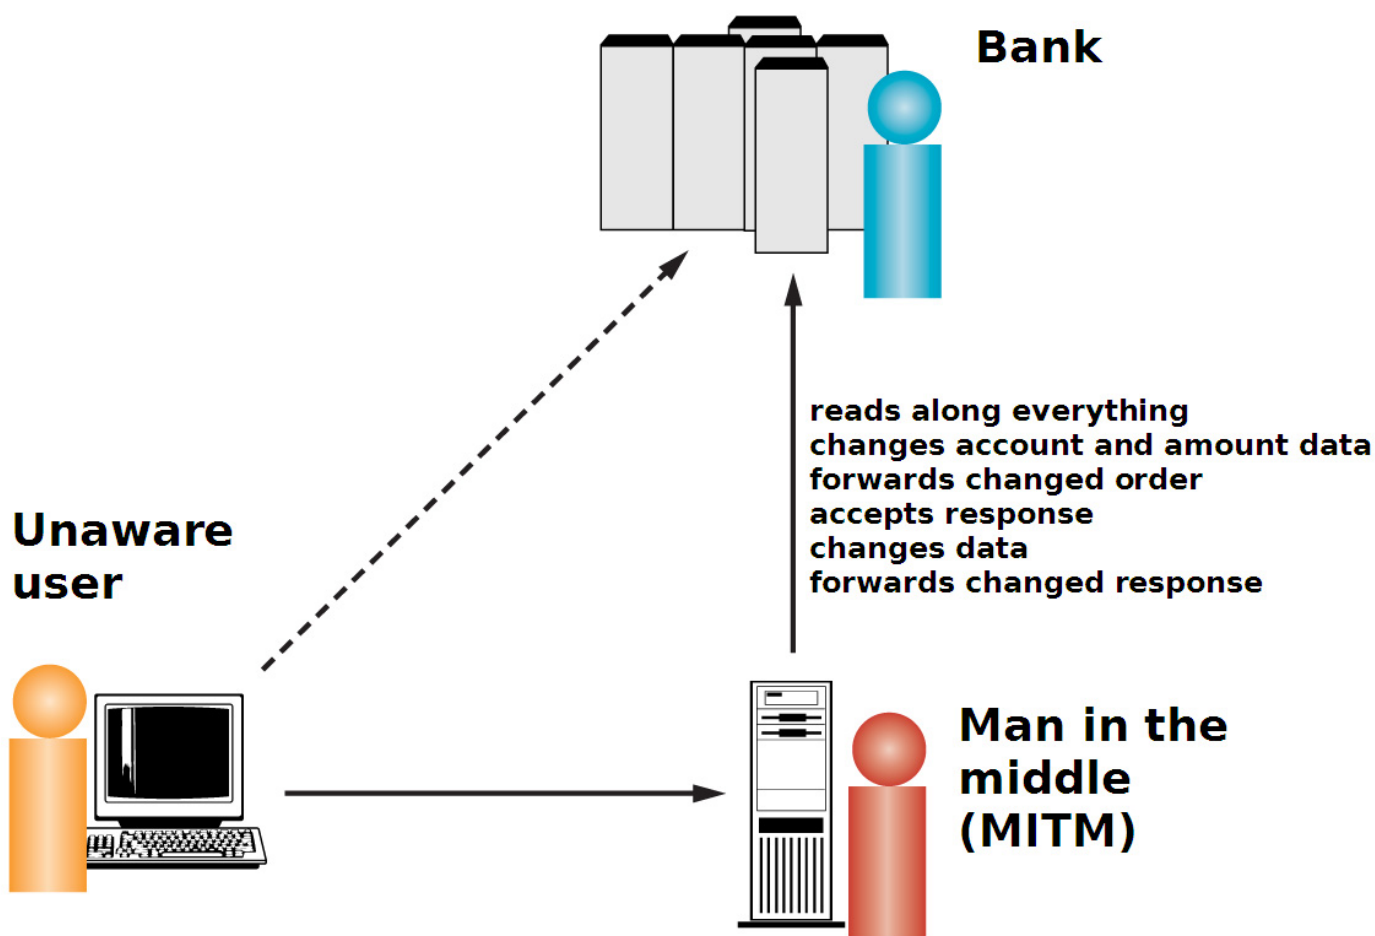 Bank
reads along everything
changes account and amount data
forwards changed order
accepts response
changes data
forwards changed response
Unaware
user
Man in the
middle
(MITM)